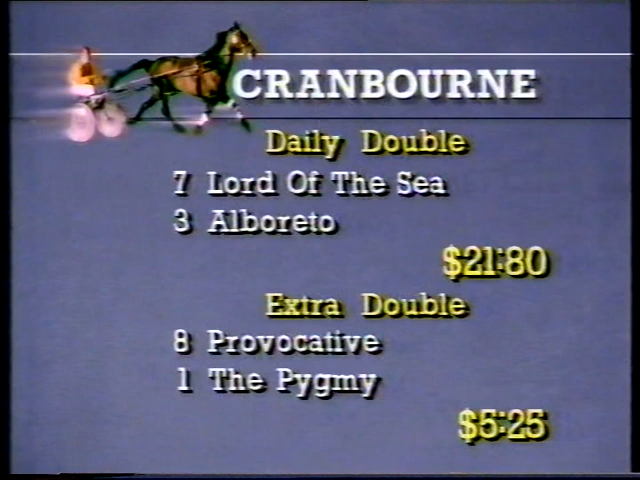 CRANBOURNE
Daily Double
7 Lord Of The Sea
3 Alboreto
$21:80
Extra Double
8 Provocative
1 The Pygmy
$5:25